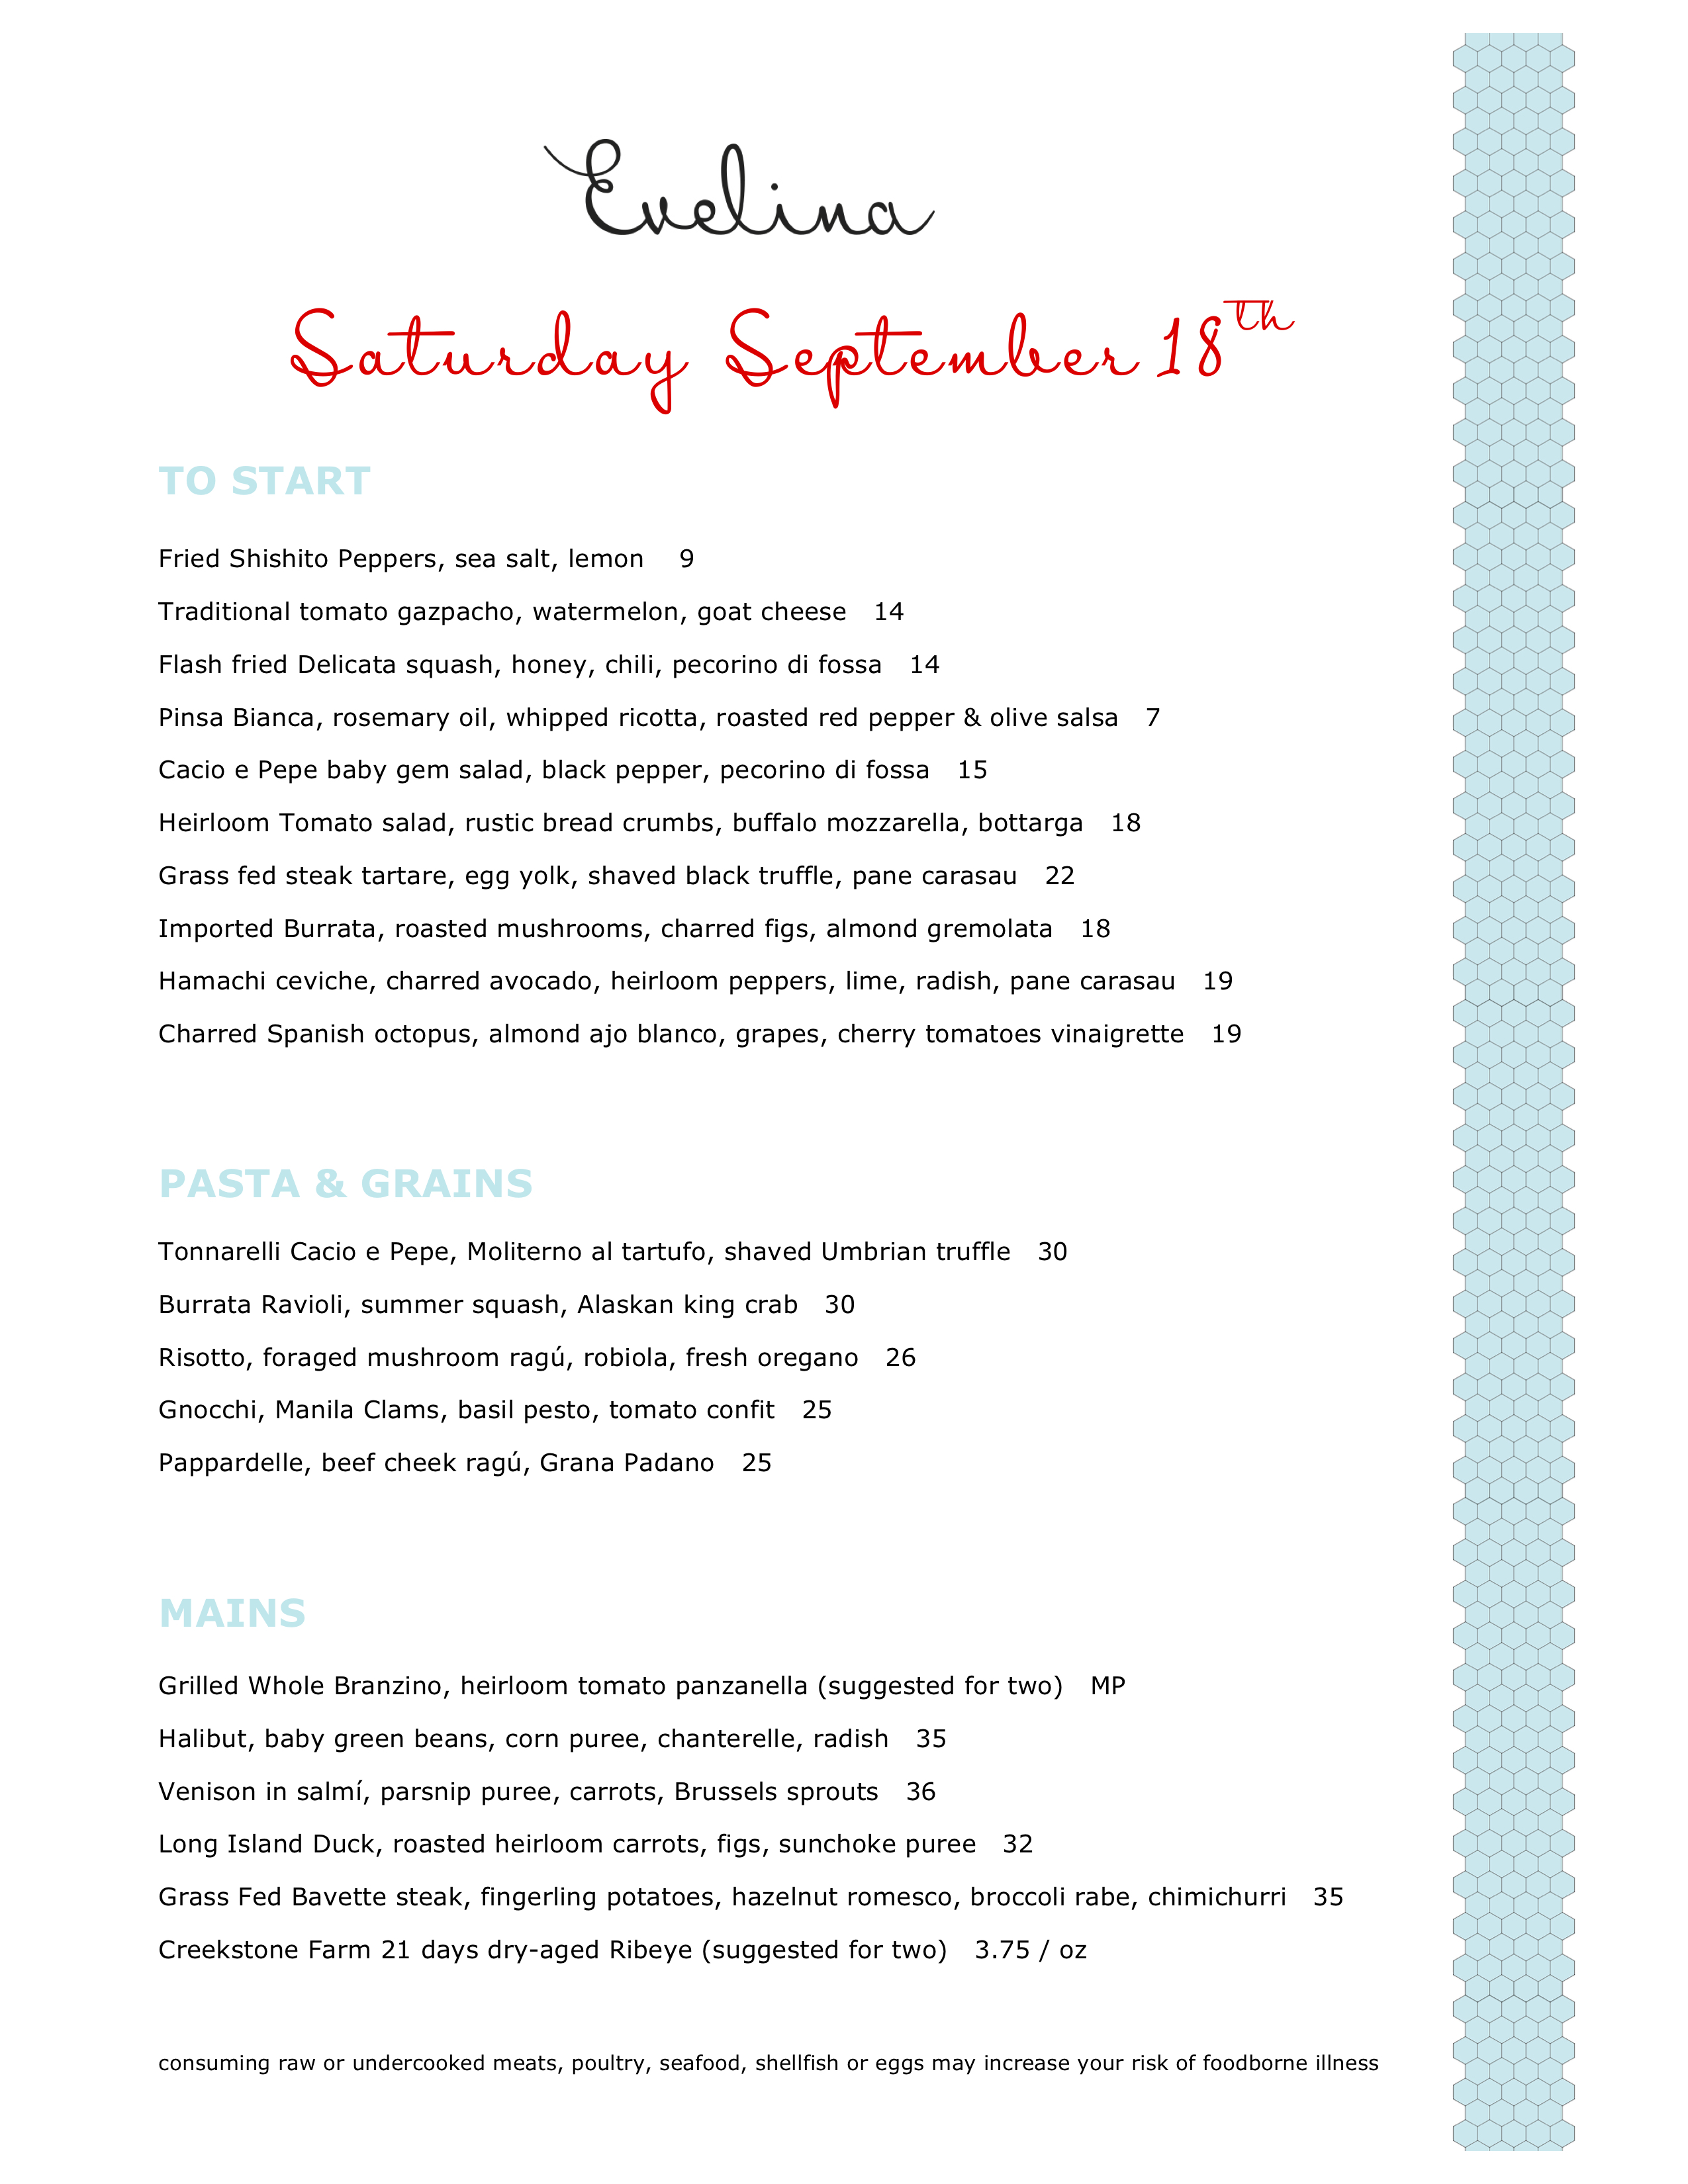 Evelina
Saturday September 18th
TO START
Fried Shishito Peppers, sea salt, lemon 9
Traditional tomato gazpacho, watermelon, goat cheese 14
Flash fried Delicata squash, honey, chili, pecorino di fossa 14
Pinsa Bianca, rosemary oil, whipped ricotta, roasted red pepper & olive salsa 7
Cacio e Pepe baby gem salad, black pepper, pecorino di fossa 15
Heirloom Tomato salad, rustic bread crumbs, buffalo mozzarella, bottarga 18
Grass fed steak tartare, egg yolk, shaved black truffle, pane carasau 22
Imported Burrata, roasted mushrooms, charred figs, almond gremolata 18
Hamachi ceviche, charred avocado, heirloom peppers, lime, radish, pane carasau 19
Charred Spanish octopus, almond ajo blanco, grapes, cherry tomatoes vinaigrette 19
PASTA & GRAINS
Tonnarelli Cacio e Pepe, Moliterno al tartufo, shaved Umbrian truffle 30
Burrata Ravioli, summer squash, Alaskan king crab 30
Risotto, foraged mushroom ragú, robiola, fresh oregano 26
Gnocchi, Manila Clams, basil pesto, tomato confit 25
Pappardelle, beef cheek ragú, Grana Padano 25
MAINS
Grilled Whole Branzino, heirloom tomato panzanella (suggested for two) MP
Halibut, baby green beans, corn puree, chanterelle, radish 35
Venison in salmí, parsnip puree, carrots, Brussels sprouts 36
Long Island Duck, roasted heirloom carrots, figs, sunchoke puree 32
Grass Fed Bavette steak, fingerling potatoes, hazelnut romesco, broccoli rabe, chimichurri 35
Creekstone Farm 21 days dry-aged Ribeye (suggested for two) 3.75 / oz
consuming raw or undercooked meats, poultry, seafood, shellfish or eggs may increase your risk of foodborne illness